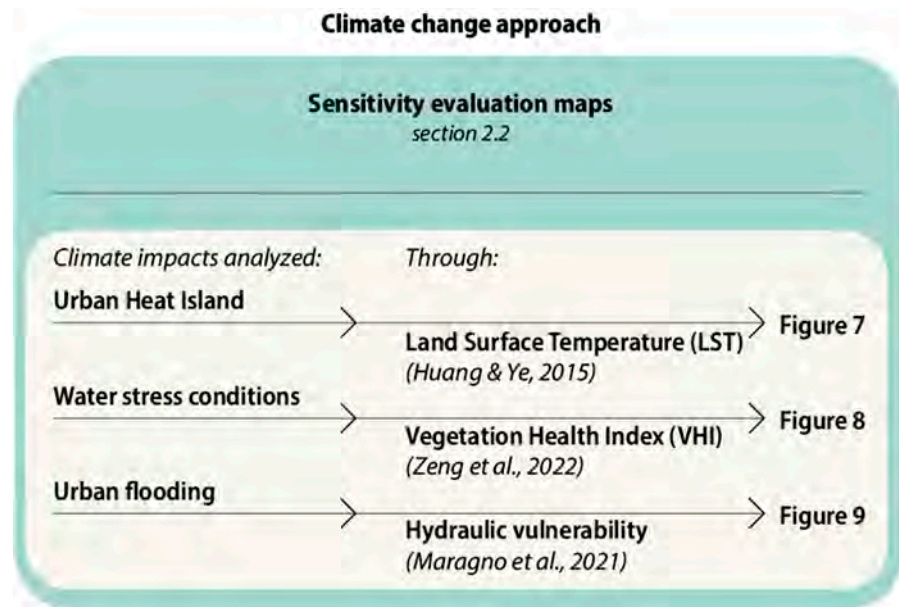 Climate change approach
Sensitivity evaluation maps
section 2.2
Climate impacts analyzed:
Through:
Urban Heat Island
Land Surface Temperature (LST)
(Huang & Ye, 2015)
Figure 7
Water stress conditions
Vegetation Health Index (VHI)
(Zeng et al., 2022)
Figure 8
Urban flooding
Hydraulic vulnerability
(Maragno et al., 2021)
Figure 9